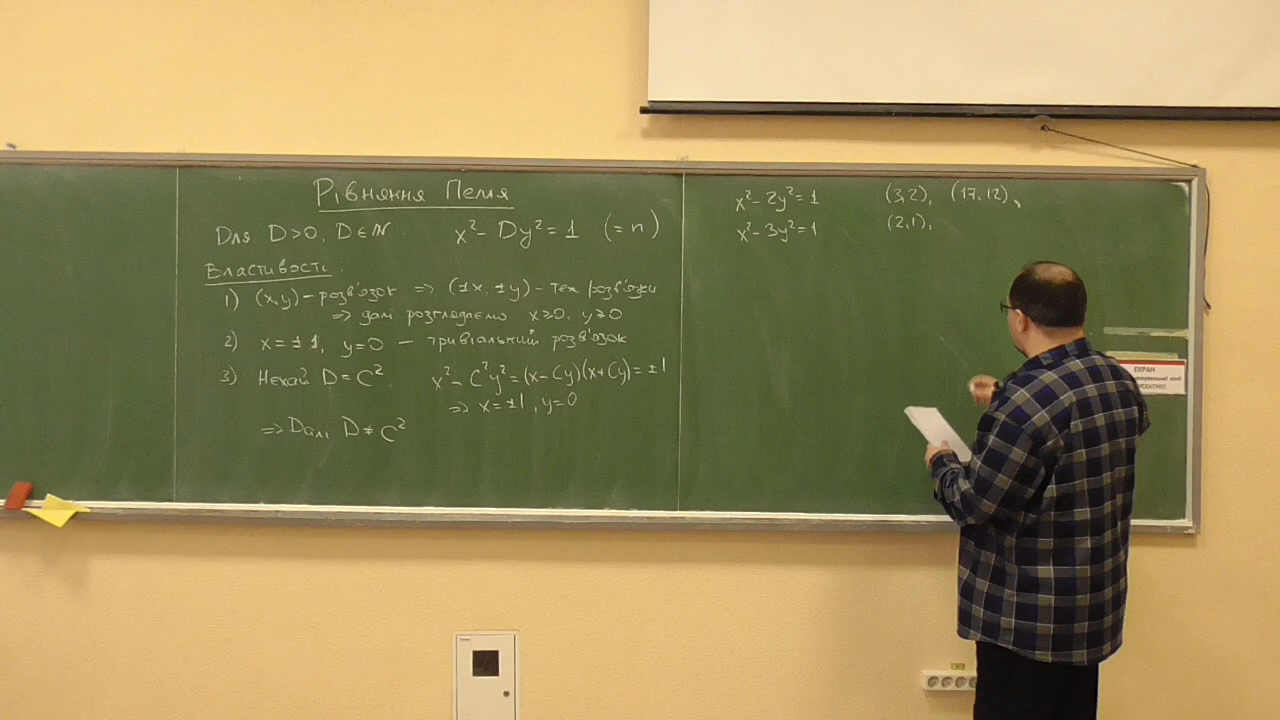 Рівняння Пелля
Для D>0, D∈ℕ x²-Dy²=1 (=n)
Властивості:
1) (x,y) - розв'язок ⇒ (±x, ±y) - теж розв'язки
⇒ далі розглядаємо x≥0, y≥0
2) x=±1, y=0 - тривіальний розв'язок
3) Нехай D=C² x²-C²y²=(x-Cy)(x+Cy)=±1
⇒ x=±1, y=0
⇒ Далі D≠C²
x²-2y²=1 (3,2), (17,12),
x²-3y²=1 (2,1),
ЕКРАН